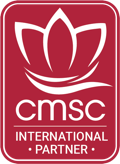 cmsc
INTERNATIONAL
• PARTNER •